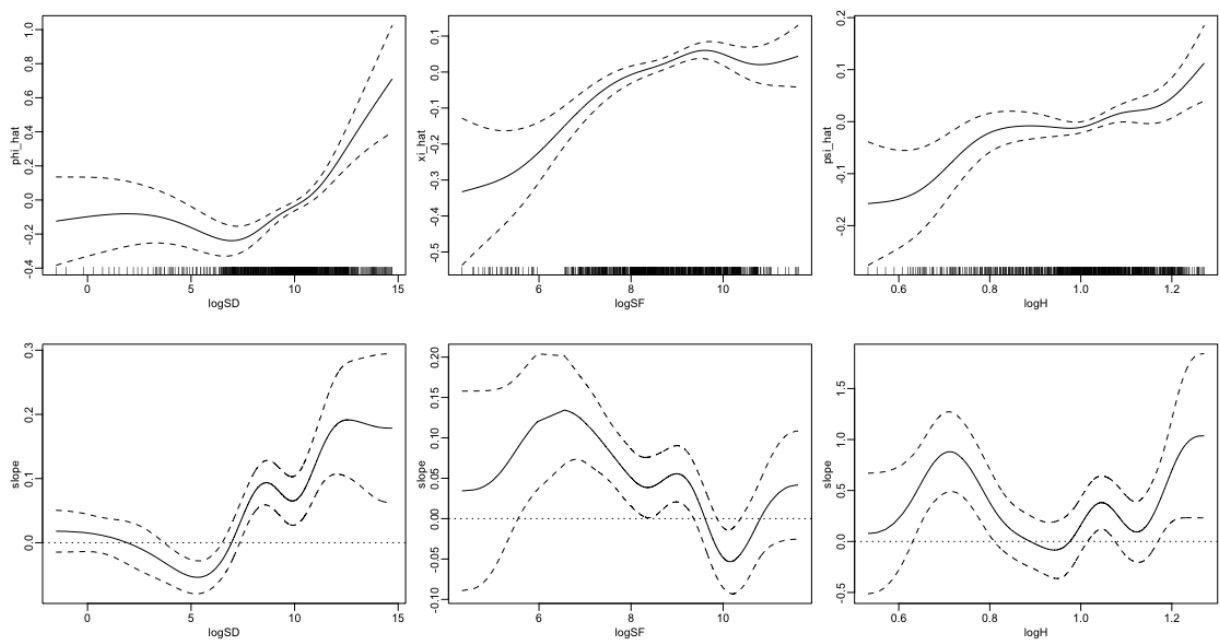 phi_hat
-0.4 -0.2 0.0 0.2 0.4 0.6 0.8 1.0
0 5 10 15
logSD
xi_hat
-0.5 -0.4 -0.3 -0.2 -0.1 0.0 0.1
6 8 10
logSF
psi_hat
-0.2 -0.1 0.0 0.1 0.2
0.6 0.8 1.0 1.2
logH
slope
0.0 0.1 0.2 0.3
0 5 10 15
logSD
slope
-0.10 -0.05 0.00 0.05 0.10 0.15 0.20
6 8 10
logSF
slope
-0.5 0.0 0.5 1.0 1.5
0.6 0.8 1.0 1.2
logH